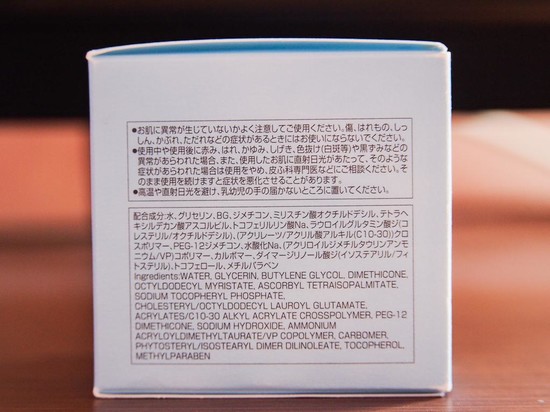 ●お肌に異常が生じていないかよく注意してご使用ください。傷、はれもの、しっ
しん、かぶれ、ただれなどの症状があるときはお使いにならないでください。
●使用中や使用後に赤み、はれ、かゆみ、しげき、色抜け(白斑等)や黒ずみなどの
異常があらわれた場合、また、使用したお肌に直射日光があたって、そのような
症状があらわれた場合は使用をやめ、皮ふ科専門医などにご相談ください。そ
のまま使用を続けますと症状を悪化させることがあります。
●高温や直射日光を避け、乳幼児の手の届かないところに置いてください。
配合成分:水、グリセリン、BG、ジメチコン、ミリスチン酸オクチルドデシル、テトラヘ
キシルデカン酸アスコルビル、トコフェリルリン酸Na、ラウロイルグルタミン酸ジ(コ
レステリル/オクチルドデシル)、(アクリレーツ/アクリル酸アルキル(C10-30))クロ
スポリマー、PEG-12ジメチコン、水酸化Na、(アクリロイルジメチルタウリンアンモ
ニウム/VP)コポリマー、カルボマー、ダイマージリノール酸ジ(イソステアリル/フィ
トステリル)、トコフェロール、メチルパラベン
Ingredients:WATER, GLYCERIN, BUTYLENE GLYCOL, DIMETHICONE,
OCTYLDODECYL MYRISTATE, ASCORBYL TETRAISOPALMITATE,
SODIUM TOCOPHERYL PHOSPHATE,
CHOLESTERYL/OCTYLDODECYL LAUROYL GLUTAMATE,
ACRYLATES/C10-30 ALKYL ACRYLATE CROSSPOLYMER, PEG-12
DIMETHICONE, SODIUM HYDROXIDE, AMMONIUM
ACRYLOYLDIMETHYLTAURATE/VP COPOLYMER, CARBOMER,
PHYTOSTERYL/ISOSTEARYL DIMER DILINOLEATE, TOCOPHEROL,
METHYLPARABEN